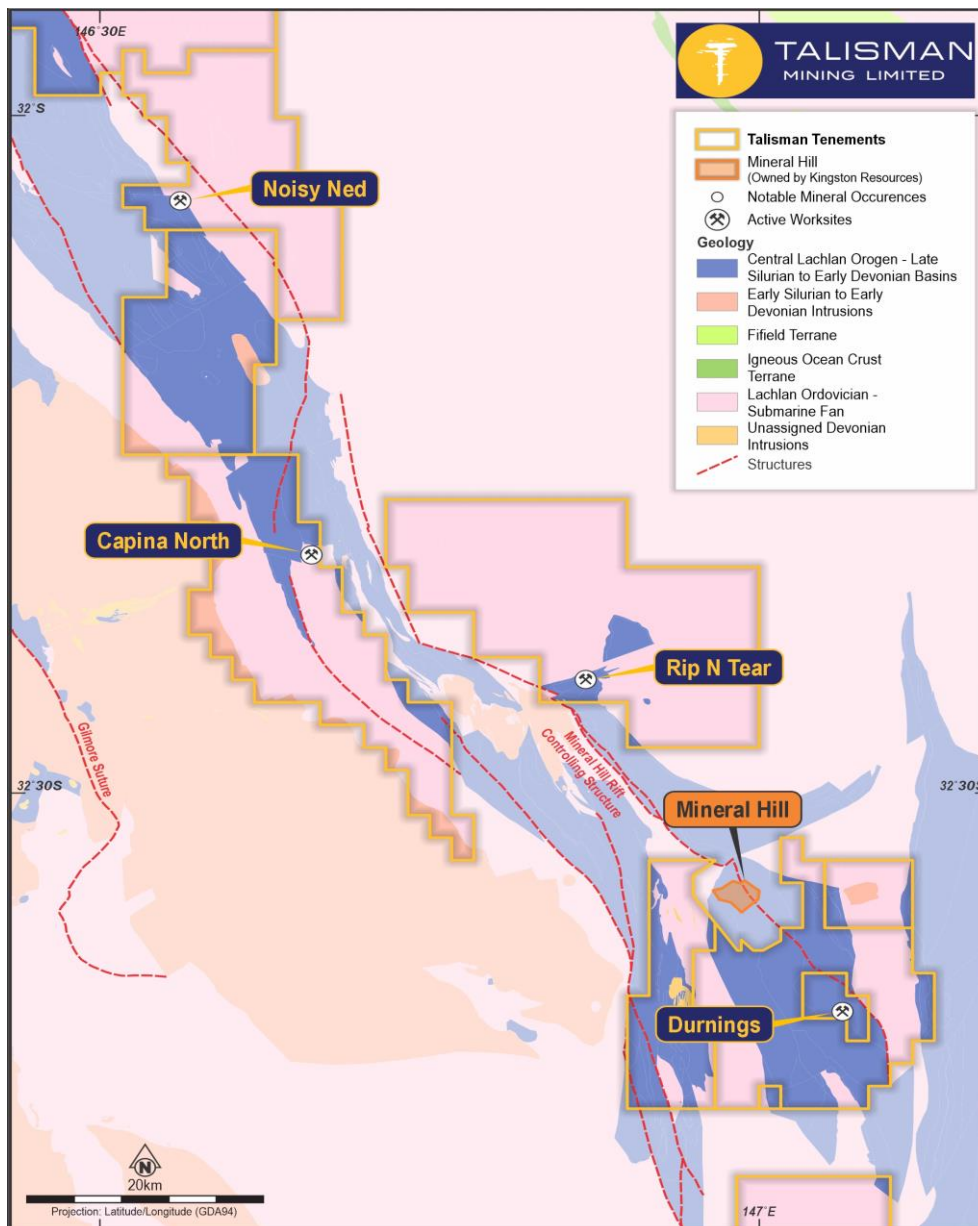 146°30'E
TALISMAN
MINING LIMITED
32°S
Talisman Tenements
Mineral Hill
(Owned by Kingston Resources)
Notable Mineral Occurences
Active Worksites
Geology
Central Lachlan Orogen - Late
Silurian to Early Devonian Basins
Early Silurian to Early
Devonian Intrusions
Fifield Terrane
Igneous Ocean Crust
Terrane
Lachlan Ordovician -
Submarine Fan
Unassigned Devonian
Intrusions
Structures
Noisy Ned
Capina North
Rip N Tear
Gilmore Suture
Mineral Hill Rift
Controlling Structure
32°30S
32°30S
Mineral Hill
Durnings
N
20km
Projection: Latitude/Longitude (GDA94)
147°E